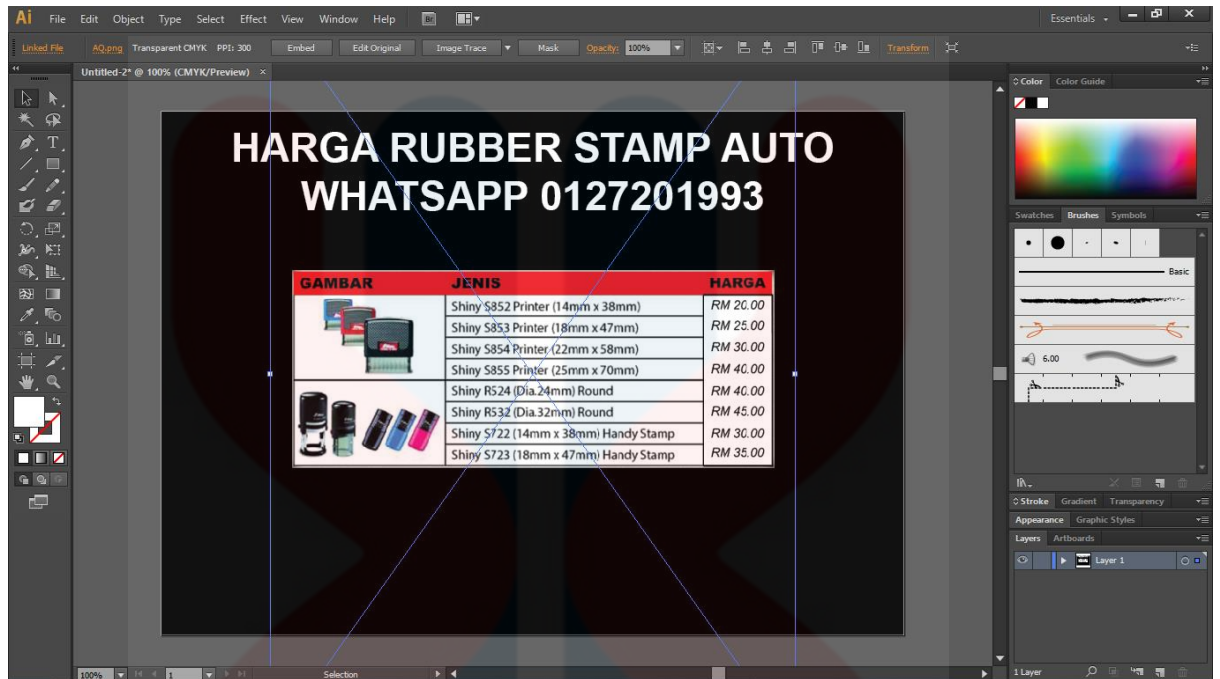 Ai File Edit Object Type Select Effect View Window Help Br Essentials
Linked File AQ.png Transparent CMYK PPI: 300 Embed Edit Original Image Trace Mask Opacity: 100% Transform
Untitled-2* @ 100% (CMYK/Preview) ×
Color Color Guide
HARGA RUBBER STAMP AUTO
WHATSAPP 0127201993
GAMBAR JENIS HARGA
Shiny S852 Printer (14mm x 38mm) RM 20.00
Shiny S853 Printer (18mm x 47mm) RM 25.00
Shiny S854 Printer (22mm x 58mm) RM 30.00
Shiny S855 Printer (25mm x 70mm) RM 40.00
Shiny R524 (Dia.24mm) Round RM 40.00
Shiny R532 (Dia.32mm) Round RM 45.00
Shiny S722 (14mm x 38mm) Handy Stamp RM 30.00
Shiny S723 (18mm x 47mm) Handy Stamp RM 35.00
Swatches Brushes Symbols
Basic
6.00
Stroke Gradient Transparency
Appearance Graphic Styles
Layers Artboards
Layer 1
1 Layer
100% 1 Selection